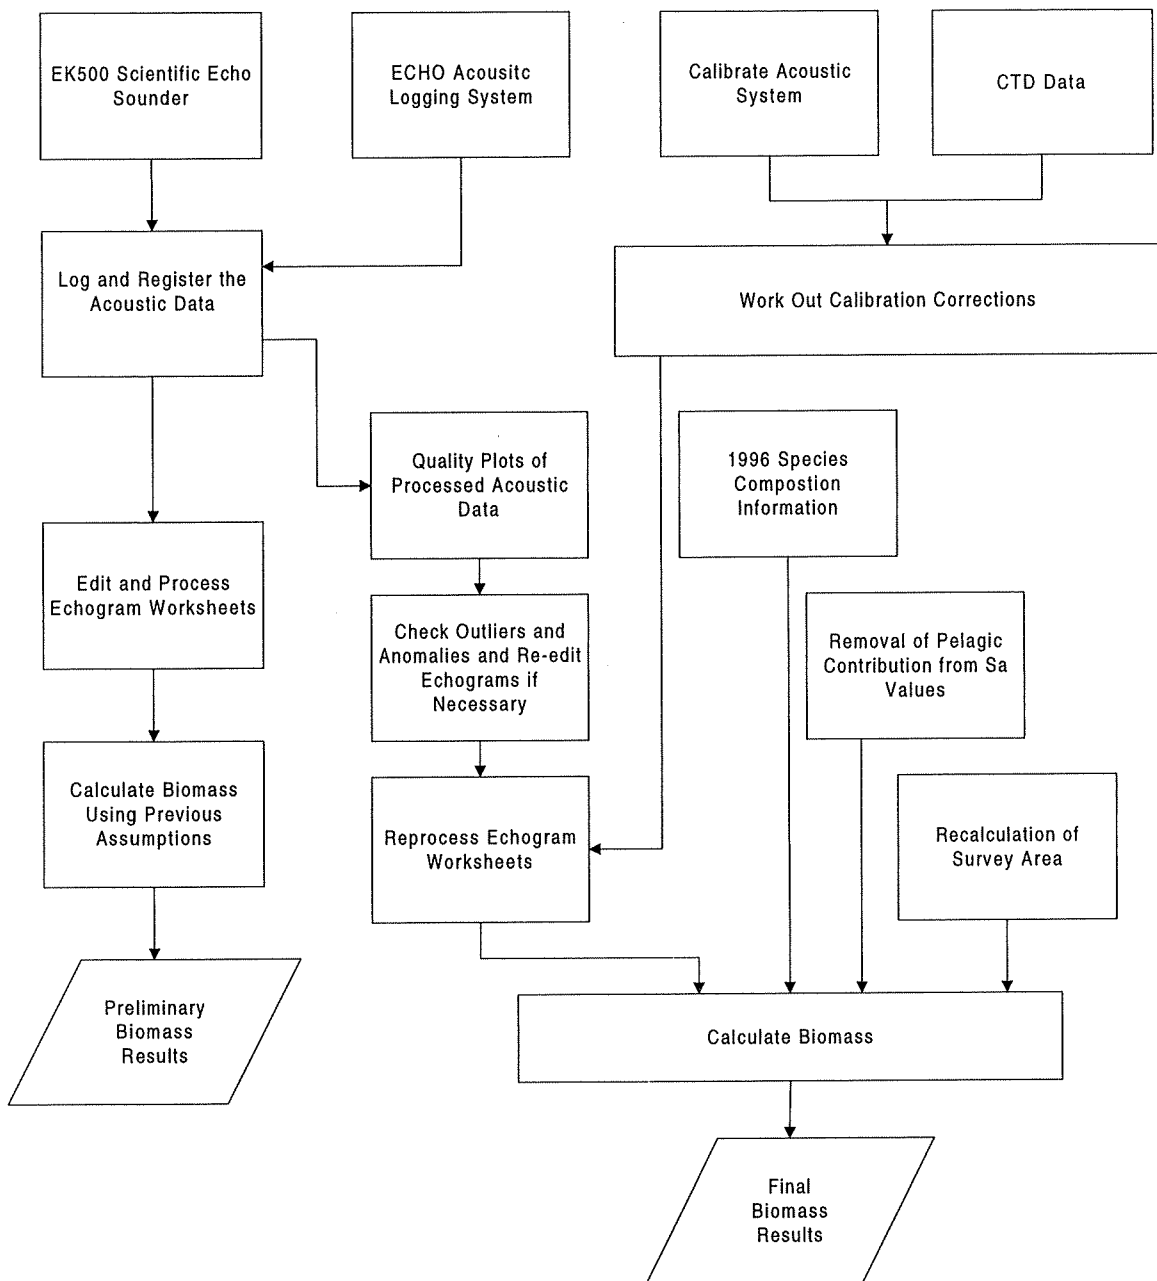 EK500 Scientific Echo
Sounder
ECHO Acousitc
Logging System
Calibrate Acoustic
System
CTD Data
Log and Register the
Acoustic Data
Work Out Calibration Corrections
Quality Plots of
Processed Acoustic
Data
1996 Species
Compostion
Information
Edit and Process
Echogram Worksheets
Check Outliers and
Anomalies and Re-edit
Echograms if
Necessary
Removal of Pelagic
Contribution from Sa
Values
Calculate Biomass
Using Previous
Assumptions
Reprocess Echogram
Worksheets
Recalculation of
Survey Area
Preliminary
Biomass
Results
Calculate Biomass
Final
Biomass
Results